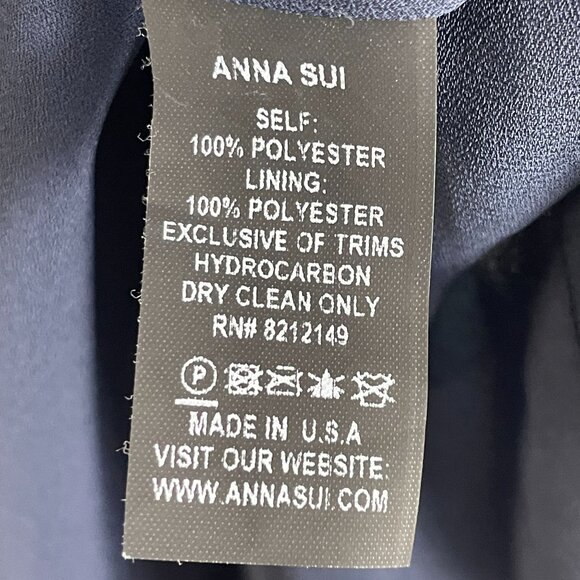 ANNA SUI
SELF:
100% POLYESTER
LINING:
100% POLYESTER
EXCLUSIVE OF TRIMS
HYDROCARBON
DRY CLEAN ONLY
RN# 8212149
P
MADE IN U.S.A
VISIT OUR WEBSITE:
WWW.ANNASUI.COM